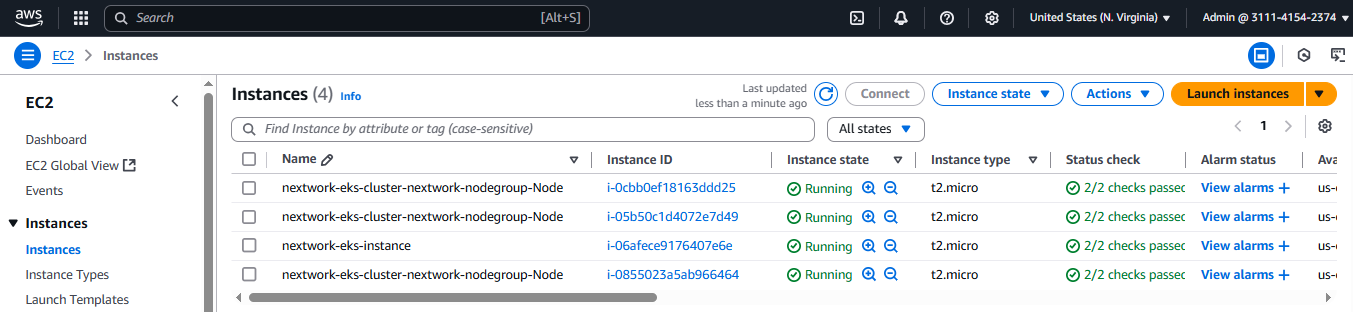 aws Search [Alt+S] United States (N. Virginia) Admin @ 3111-4154-2374
EC2 Instances
EC2
Dashboard
EC2 Global View
Events
Instances
Instances
Instance Types
Launch Templates
Instances (4) Info
Last updated
less than a minute ago
Connect Instance state Actions Launch instances
Find Instance by attribute or tag (case-sensitive) All states 1
Name Instance ID Instance state Instance type Status check Alarm status Ava
nextwork-eks-cluster-nextwork-nodegroup-Node i-0cbb0ef18163ddd25 Running t2.micro 2/2 checks passed View alarms + us-
nextwork-eks-cluster-nextwork-nodegroup-Node i-05b50c1d4072e7d49 Running t2.micro 2/2 checks passed View alarms + us-
nextwork-eks-instance i-06afece9176407e6e Running t2.micro 2/2 checks passed View alarms + us-
nextwork-eks-cluster-nextwork-nodegroup-Node i-0855023a5ab966464 Running t2.micro 2/2 checks passed View alarms + us-